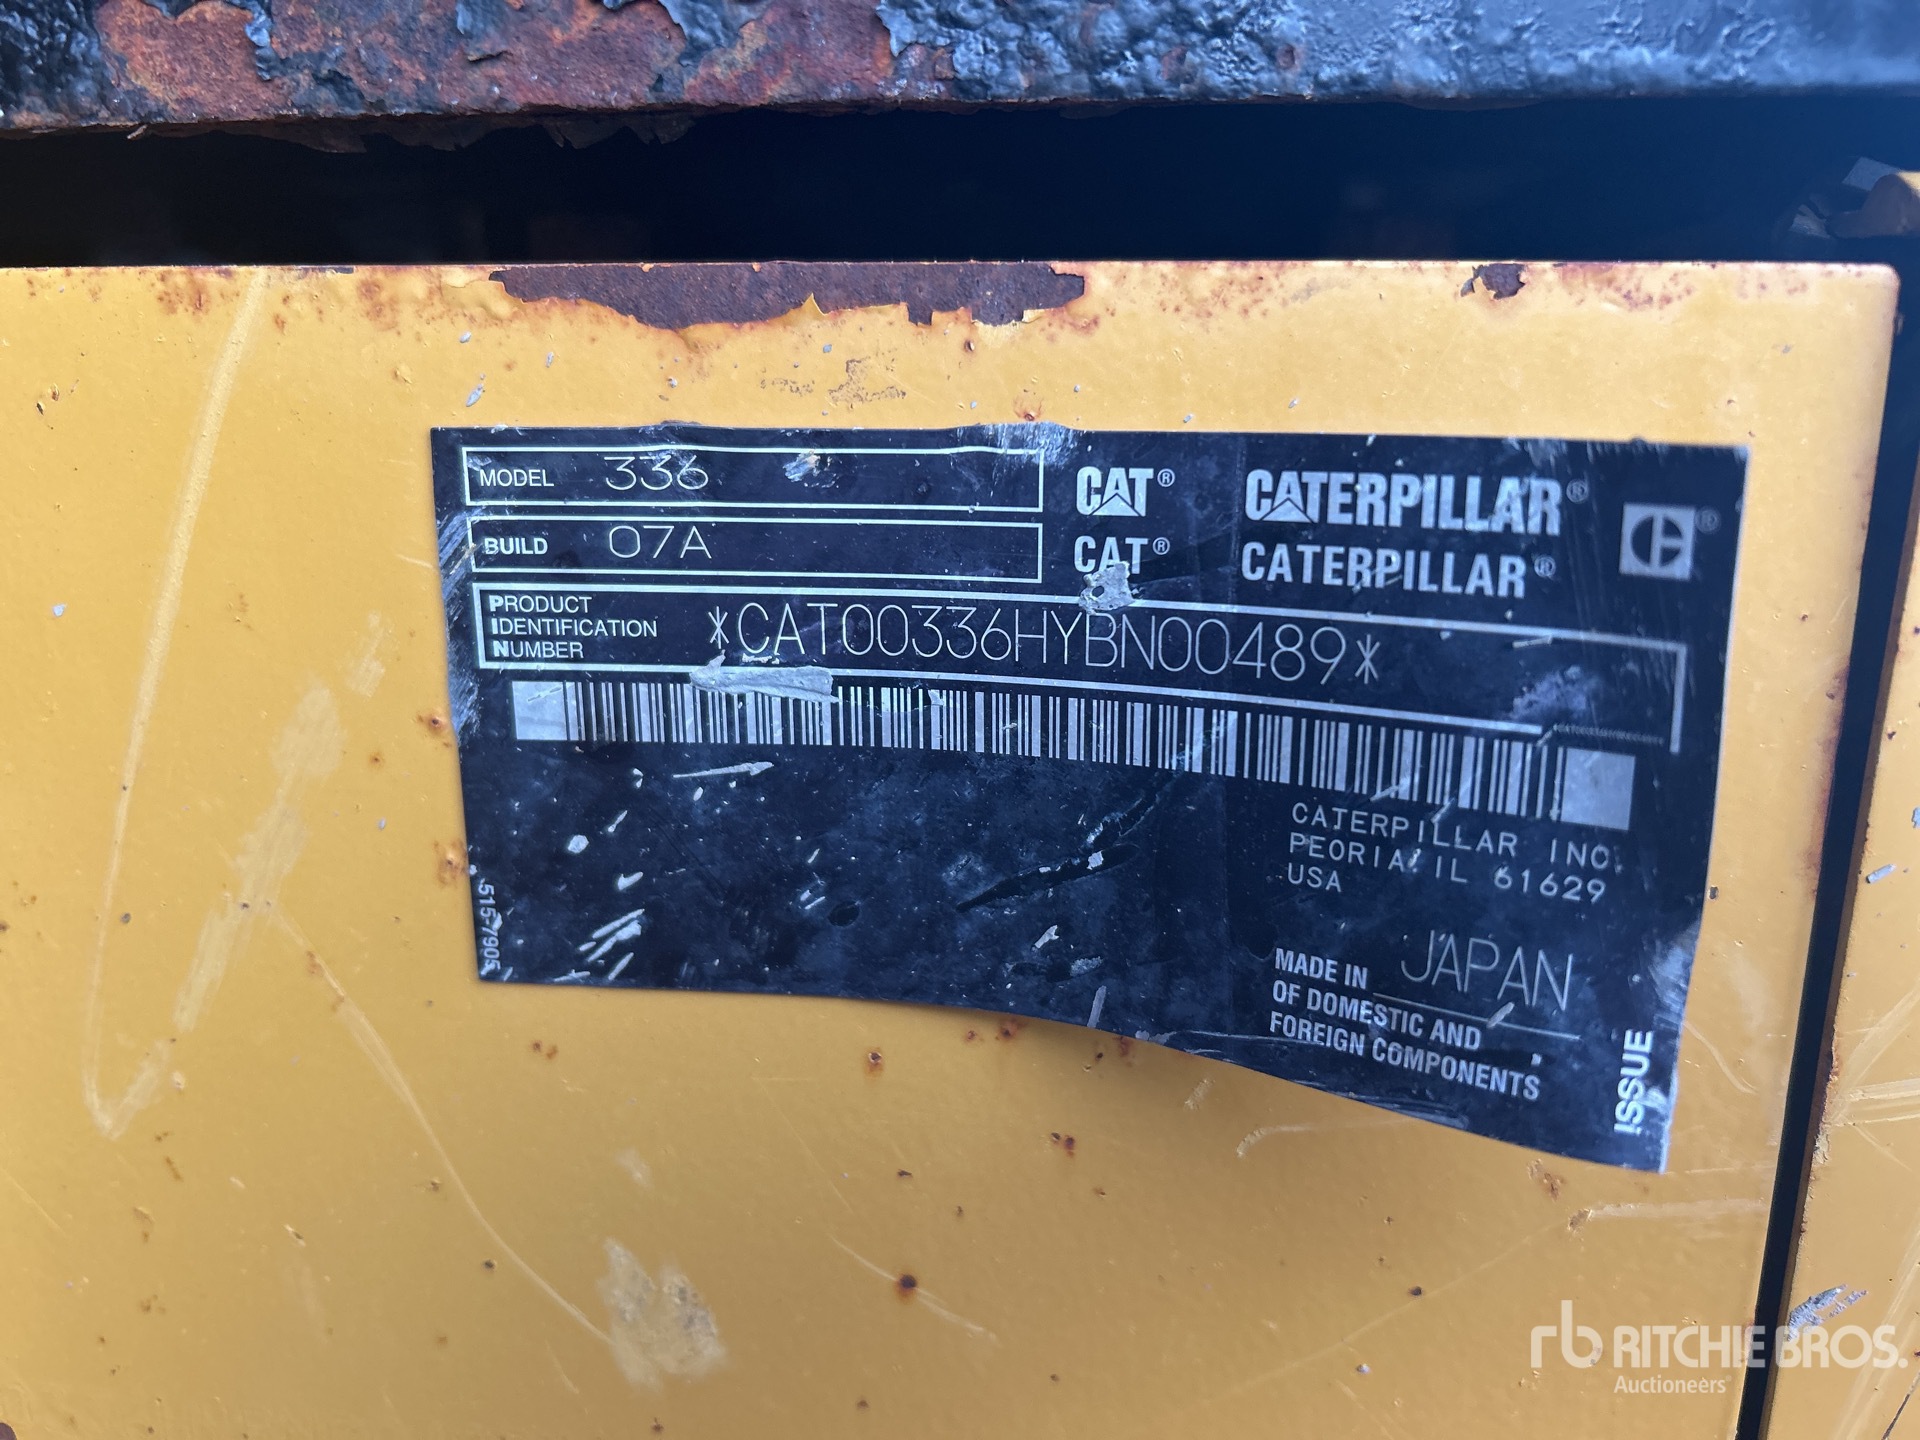 MODEL 336
BUILD 07A
CAT® CATERPILLAR® ®
CAT® CATERPILLAR®
PRODUCT
IDENTIFICATION
NUMBER
*CAT00336HYBN00489*
CATERPILLAR INC.
PEORIA, IL 61629
USA
MADE IN JAPAN
OF DOMESTIC AND
FOREIGN COMPONENTS
515-7905
ISSUE
rb RITCHIE BROS.
Auctioneers